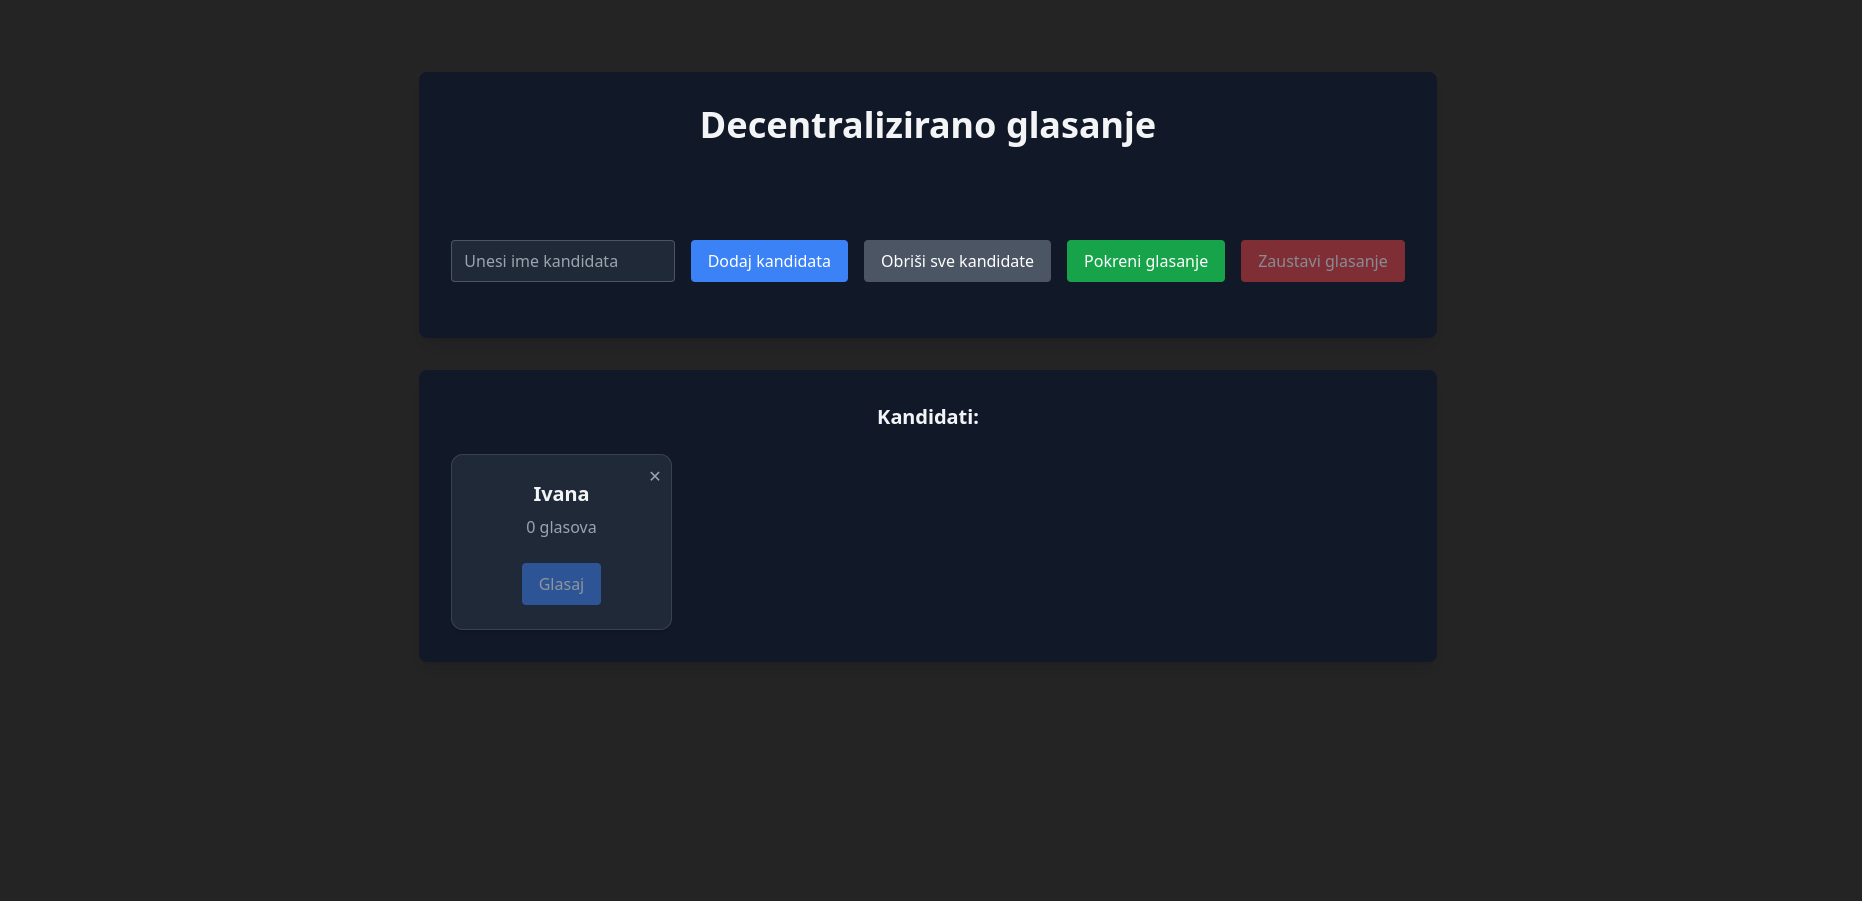 Decentralizirano glasanje
Unesi ime kandidata
Dodaj kandidata
Obriši sve kandidate
Pokreni glasanje
Zaustavi glasanje
Kandidati:
×
Ivana
0 glasova
Glasaj